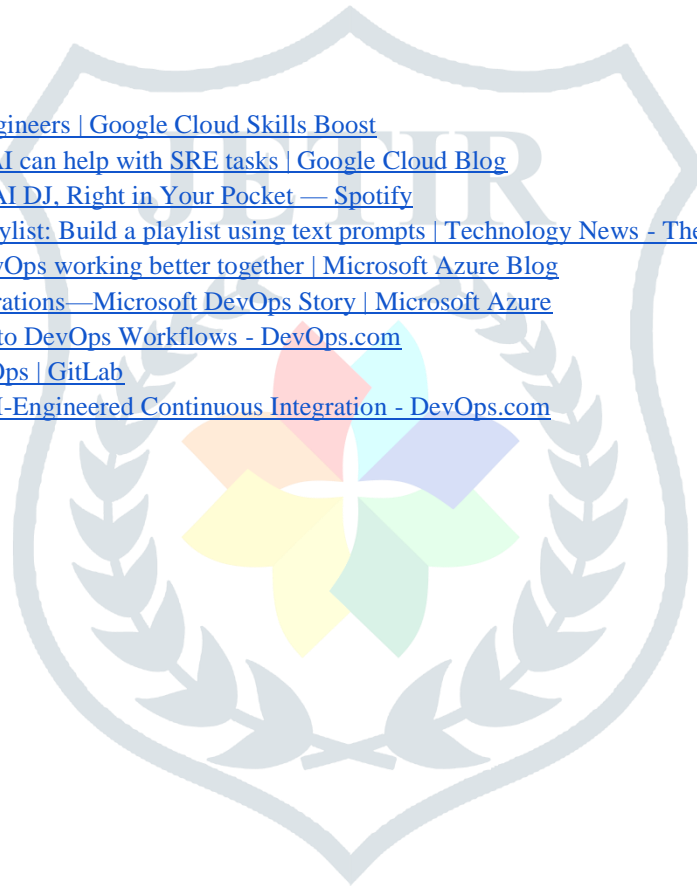 JETIR
gineers | Google Cloud Skills Boost
AI can help with SRE tasks | Google Cloud Blog
AI DJ, Right in Your Pocket — Spotify
ylist: Build a playlist using text prompts | Technology News - The
vOps working better together | Microsoft Azure Blog
rations—Microsoft DevOps Story | Microsoft Azure
to DevOps Workflows - DevOps.com
Ops | GitLab
I-Engineered Continuous Integration - DevOps.com